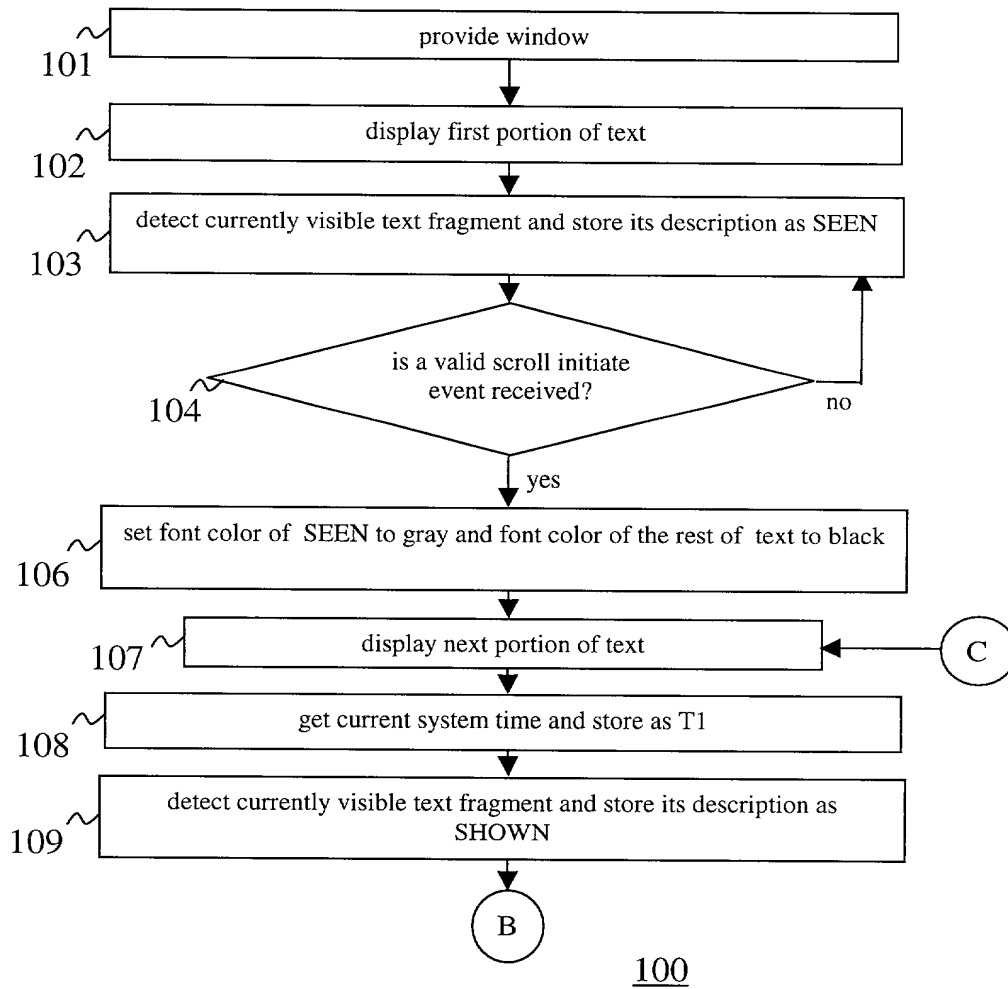 provide window
101
display first portion of text
102
detect currently visible text fragment and store its description as SEEN
103
is a valid scroll initiate
event received?
104
no
yes
set font color of SEEN to gray and font color of the rest of text to black
106
display next portion of text
107
C
get current system time and store as T1
108
detect currently visible text fragment and store its description as
SHOWN
109
B
100